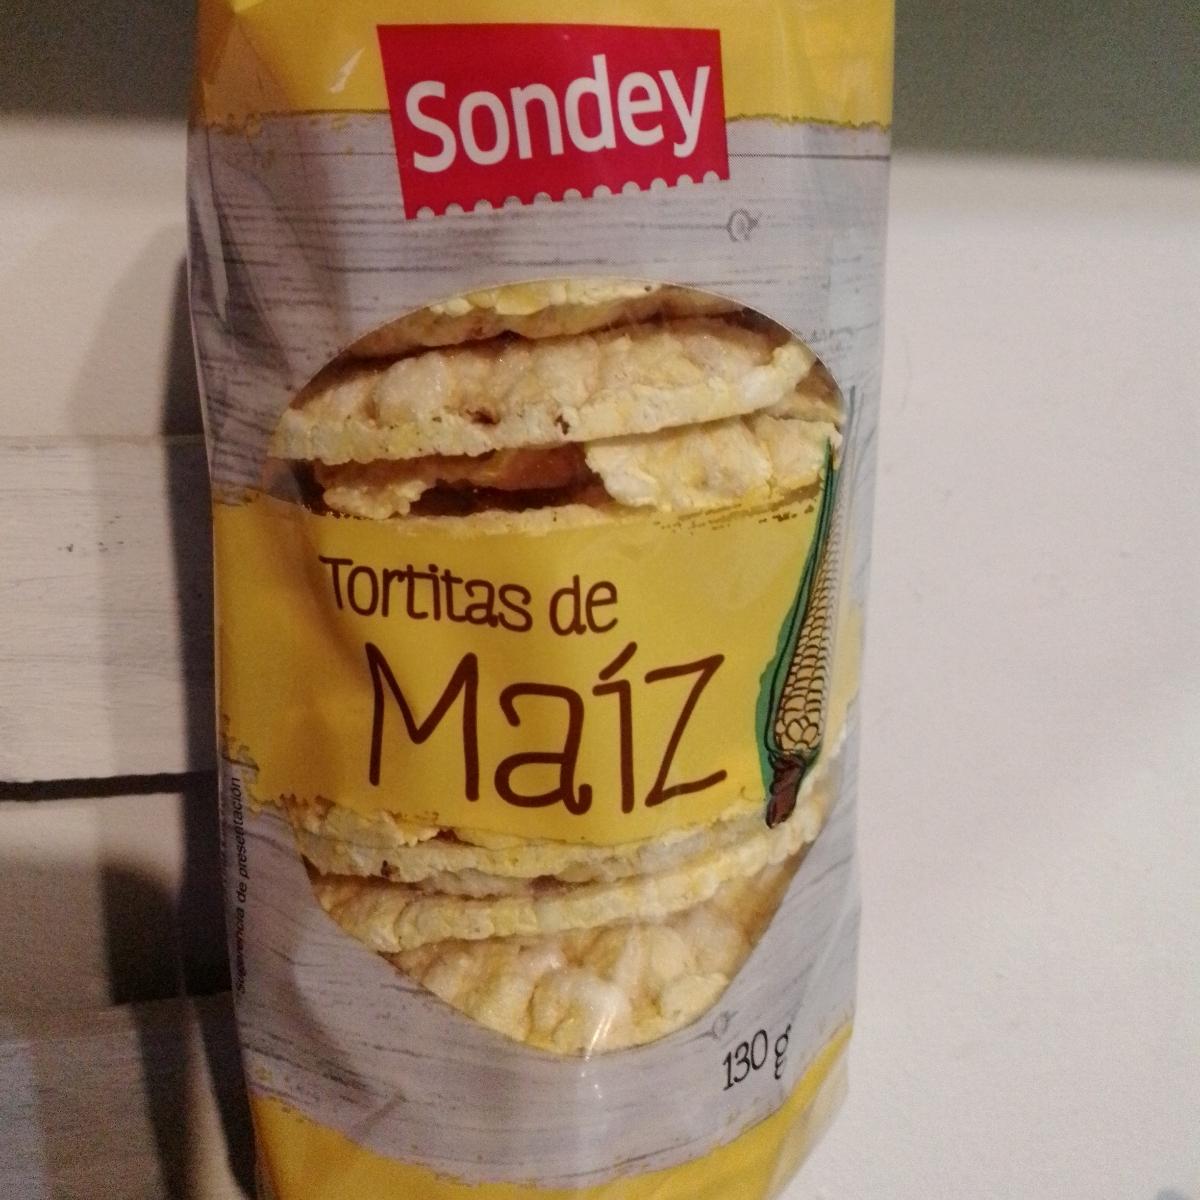 Sondey
Tortitas de
Maíz
130 g
Sugerencia de presentación